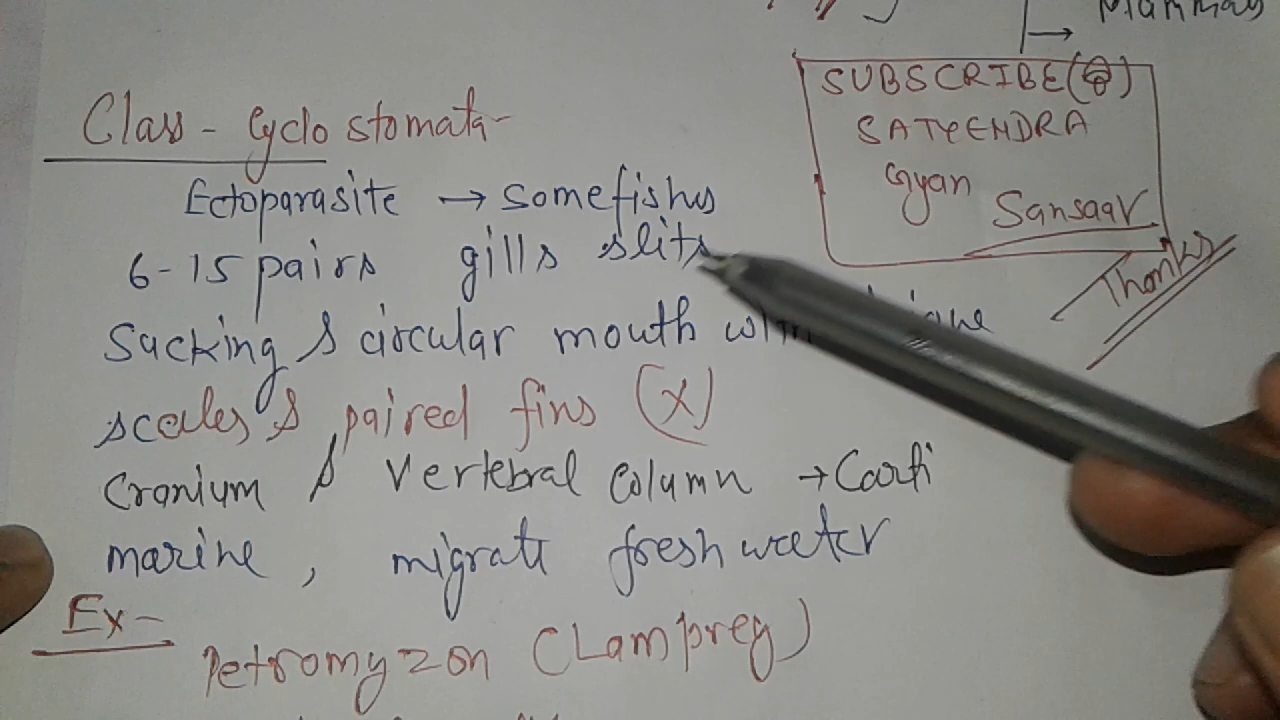 Mammals
SUBSCRIBE
SATYENDRA
Gyan
Sansaar
Thanks
Class - Cyclostomata -
Ectoparasite → some fishes
6-15 pairs gills slits
Sucking & circular mouth
scales & paired fins (X)
Cranium & Vertebral Column → Carti
marine, migrate fresh water
Ex-
Petromyzon (Lamprey)